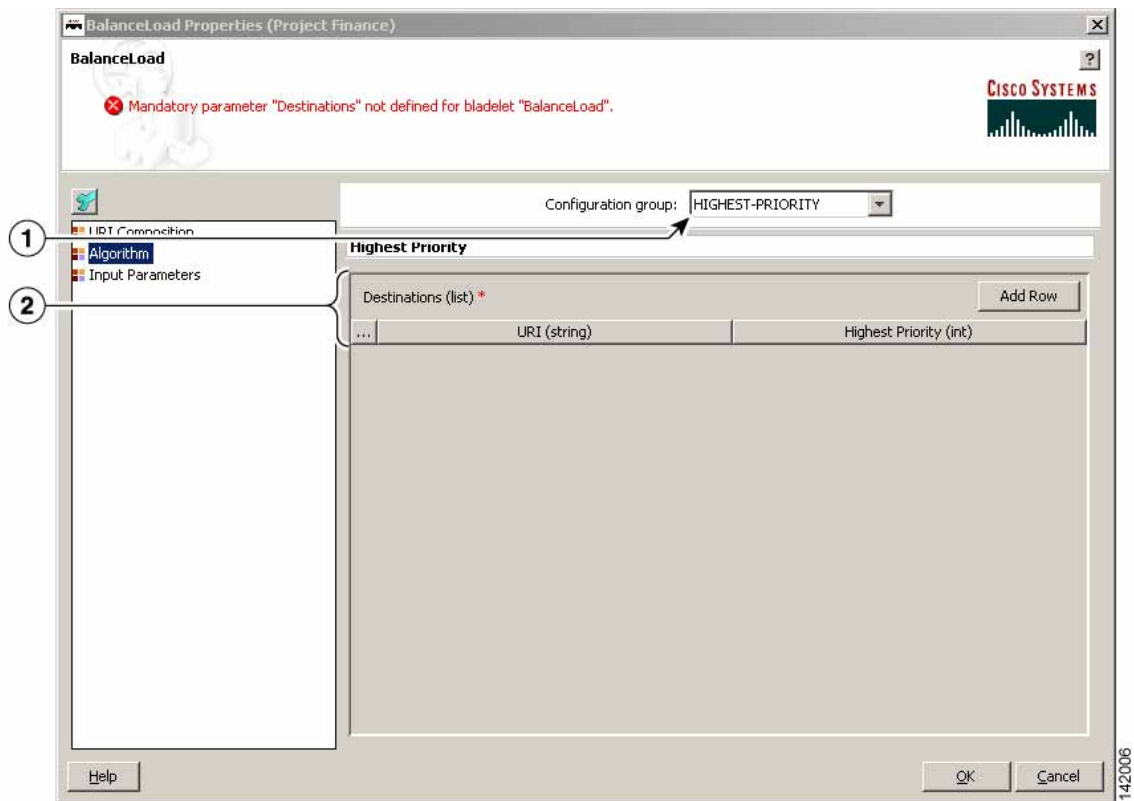 BalanceLoad Properties (Project Finance)
BalanceLoad
?
Mandatory parameter "Destinations" not defined for bladelet "BalanceLoad".
CISCO SYSTEMS
Configuration group: HIGHEST-PRIORITY
1
URI Composition
Highest Priority
Algorithm
Input Parameters
2
Destinations (list) *
Add Row
... URI (string) Highest Priority (int)
Help
OK
Cancel
142006